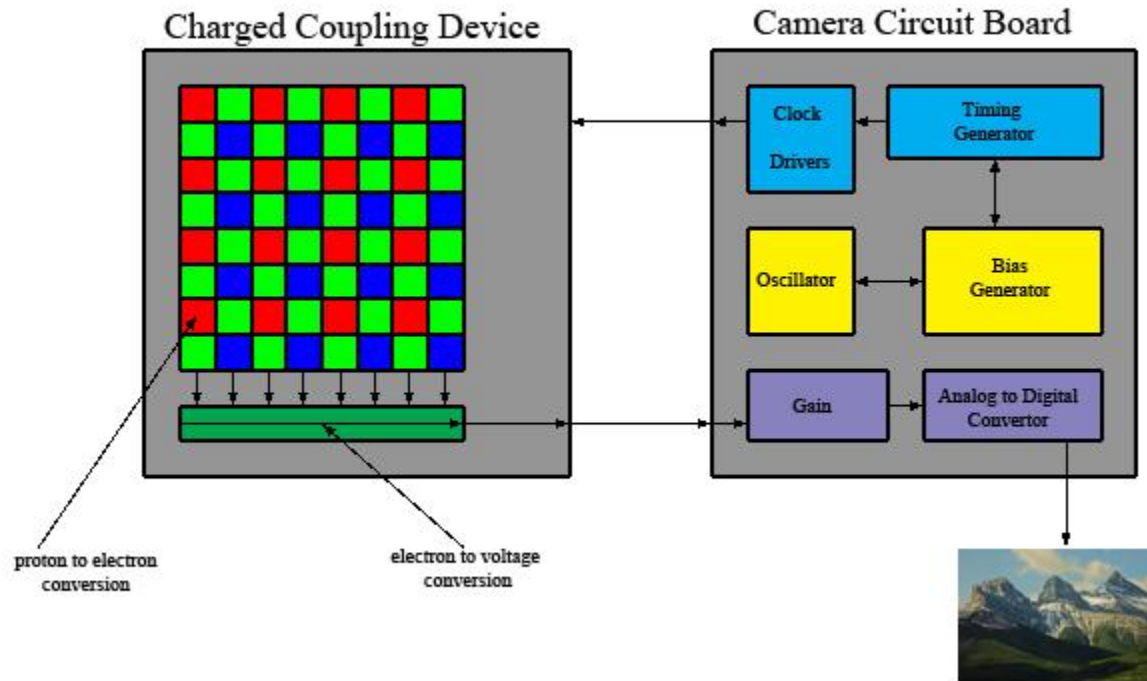 Charged Coupling Device
Camera Circuit Board
Clock
Drivers
Timing
Generator
Oscillator
Bias
Generator
Gain
Analog to Digital
Convertor
proton to electron
conversion
electron to voltage
conversion